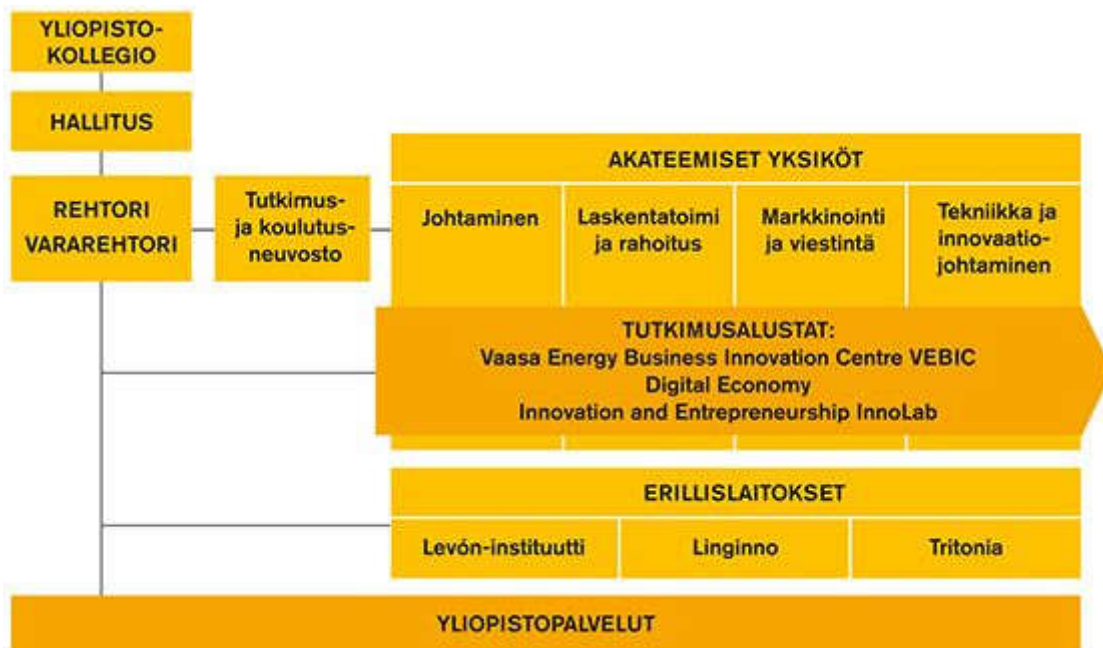 YLIOPISTO-
KOLLEGIO
HALLITUS
REHTORI
VARAREHTORI
Tutkimus-
ja koulutus-
neuvosto
AKATEEMISET YKSIKÖT
Johtaminen
Laskentatoimi
ja rahoitus
Markkinointi
ja viestintä
Tekniikka ja
innovaatio-
johtaminen
TUTKIMUSALUSTAT:
Vaasa Energy Business Innovation Centre VEBIC
Digital Economy
Innovation and Entrepreneurship InnoLab
ERILLISLAITOKSET
Levón-instituutti
Linginno
Tritonia
YLIOPISTOPALVELUT